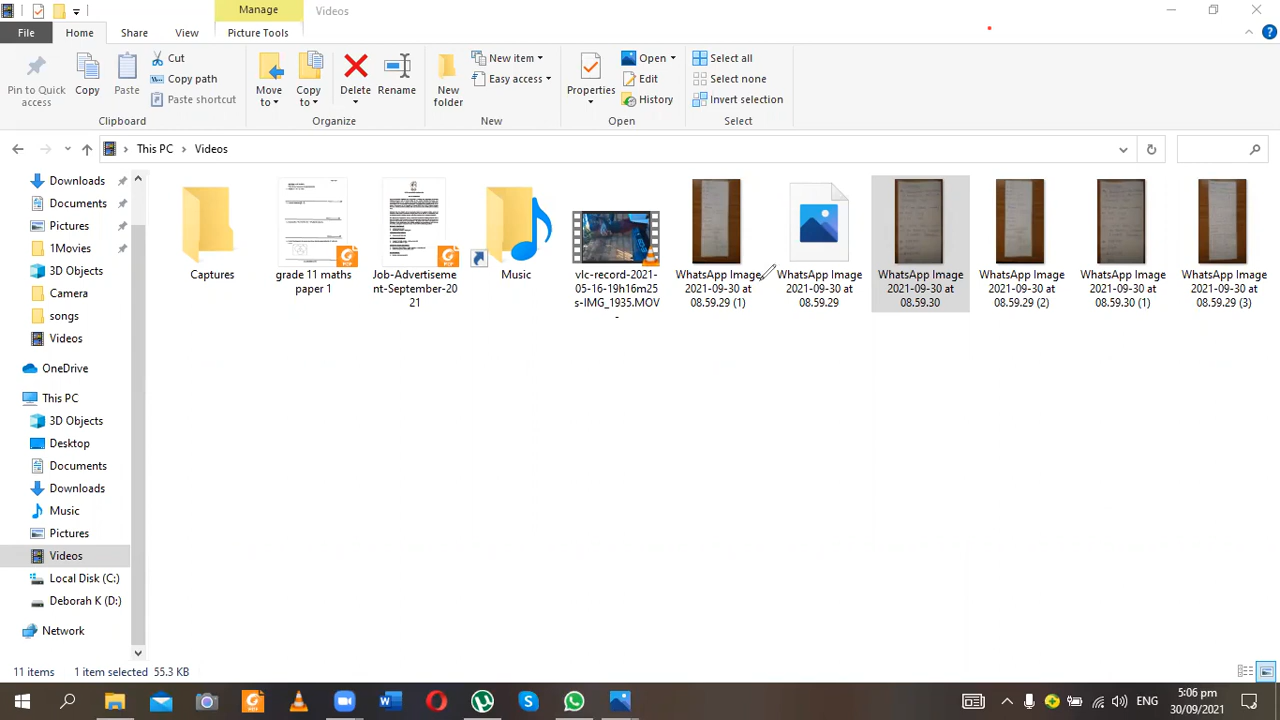 Manage
Videos
File
Home
Share
View
Picture Tools
Pin to Quick
access
Copy
Paste
Cut
Copy path
Paste shortcut
Clipboard
Move
to
Copy
to
Delete
Rename
Organize
New
folder
New item
Easy access
New
Properties
Open
Edit
History
Open
Select all
Select none
Invert selection
Select
This PC
Videos
Downloads
Documents
Pictures
1Movies
3D Objects
Camera
songs
Videos
OneDrive
This PC
3D Objects
Desktop
Documents
Downloads
Music
Pictures
Videos
Local Disk (C:)
Deborah K (D:)
Network
Captures
grade 11 maths
paper 1
Job-Advertiseme
nt-September-20
21
Music
vlc-record-2021-
05-16-19h16m25
s-IMG_1935.MOV
-
WhatsApp Image
2021-09-30 at
08.59.29 (1)
WhatsApp Image
2021-09-30 at
08.59.29
WhatsApp Image
2021-09-30 at
08.59.30
WhatsApp Image
2021-09-30 at
08.59.29 (2)
WhatsApp Image
2021-09-30 at
08.59.30 (1)
WhatsApp Image
2021-09-30 at
08.59.29 (3)
11 items
1 item selected 55.3 KB
ENG
5:06 pm
30/09/2021